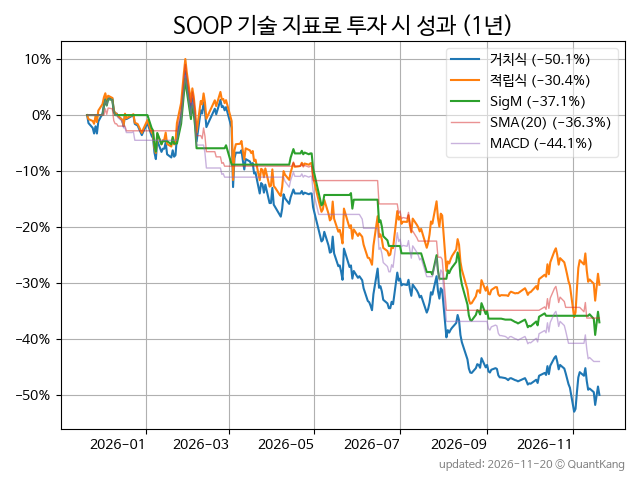 SOOP 기술 지표로 투자 시 성과 (1년)
10%
0%
−10%
−20%
−30%
−40%
−50%
거치식 (−50.1%)
적립식 (−30.4%)
SigM (−37.1%)
SMA(20) (−36.3%)
MACD (−44.1%)
2026-01 2026-03 2026-05 2026-07 2026-09 2026-11
updated: 2026-11-20 © QuantKang